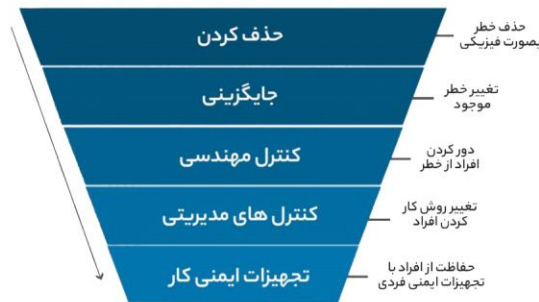 حذف کردن
حذف خطر
بصورت فیزیکی
جایگزینی
تغییر خطر
موجود
کنترل مهندسی
دور کردن
افراد از خطر
کنترل های مدیریتی
تغییر روش کار
کردن افراد
تجهیزات ایمنی کار
حفاظت از افراد با
تجهیزات ایمنی فردی